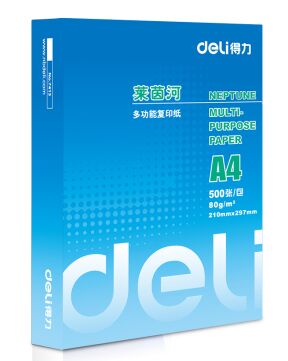 deli得力
莱茵河
多功能复印纸
NEPTUNE
MULTI-
PURPOSE
PAPER
A4
500张/包
80g/m²
210mmx297mm
deli
deli得力